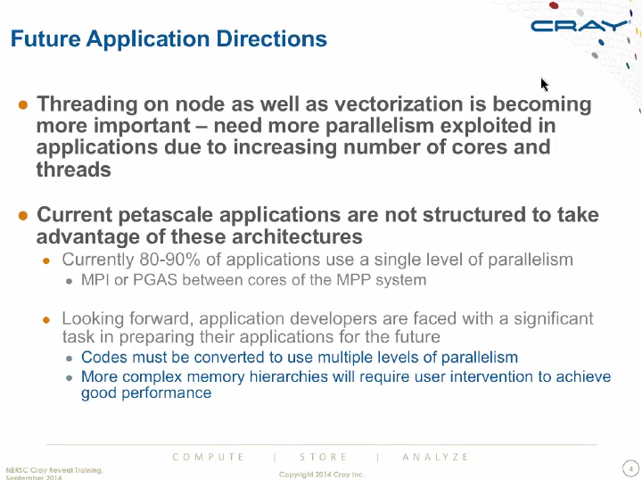 CRAY
Future Application Directions
Threading on node as well as vectorization is becoming
more important – need more parallelism exploited in
applications due to increasing number of cores and
threads
Current petascale applications are not structured to take
advantage of these architectures
Currently 80-90% of applications use a single level of parallelism
MPI or PGAS between cores of the MPP system
Looking forward, application developers are faced with a significant
task in preparing their applications for the future
Codes must be converted to use multiple levels of parallelism
More complex memory hierarchies will require user intervention to achieve
good performance
COMPUTE | STORE | ANALYZE
NERSC Cray Reveal Training.
September 2014
Copyright 2014 Cray Inc.
4